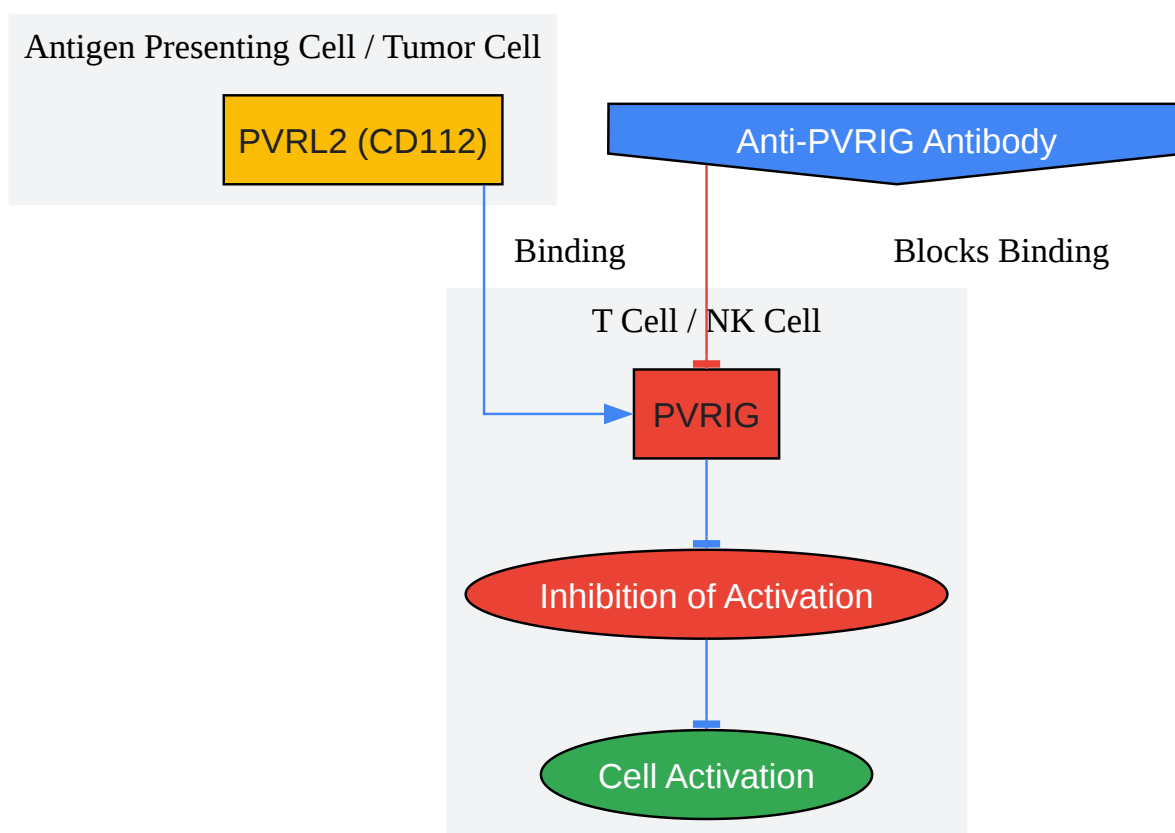 Antigen Presenting Cell / Tumor Cell
PVRL2 (CD112)
Anti-PVRIG Antibody
Binding
Blocks Binding
T Cell / NK Cell
PVRIG
Inhibition of Activation
Cell Activation